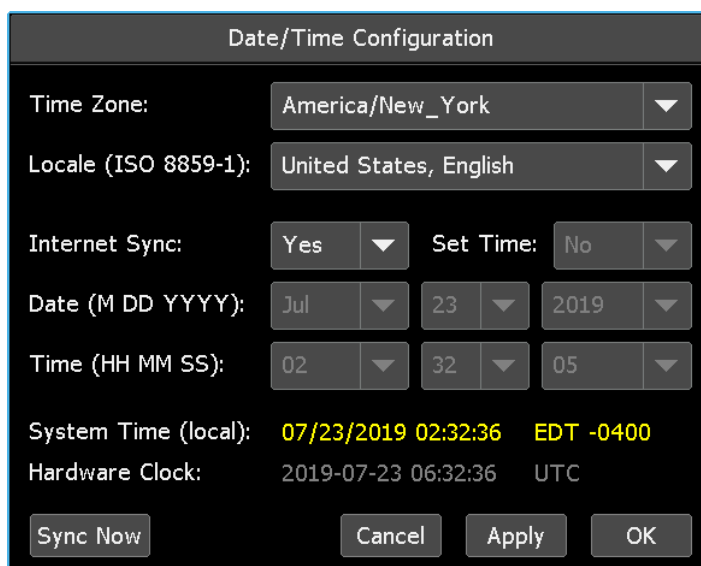 Date/Time Configuration
Time Zone: America/New_York
Locale (ISO 8859-1): United States, English
Internet Sync: Yes Set Time: No
Date (M DD YYYY): Jul 23 2019
Time (HH MM SS): 02 32 05
System Time (local): 07/23/2019 02:32:36 EDT -0400
Hardware Clock: 2019-07-23 06:32:36 UTC
Sync Now Cancel Apply OK